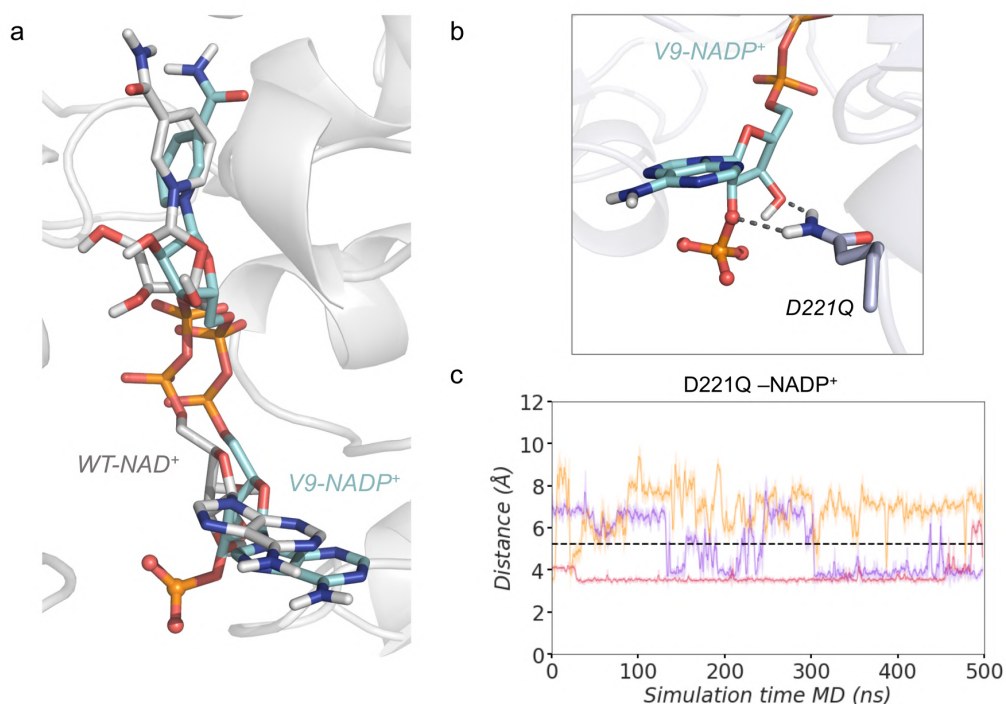 a
WT-NAD⁺
V9-NADP⁺
b
V9-NADP⁺
D221Q
c
D221Q –NADP⁺
Distance (Å)
12
10
8
6
4
2
0
0 100 200 300 400 500
Simulation time MD (ns)